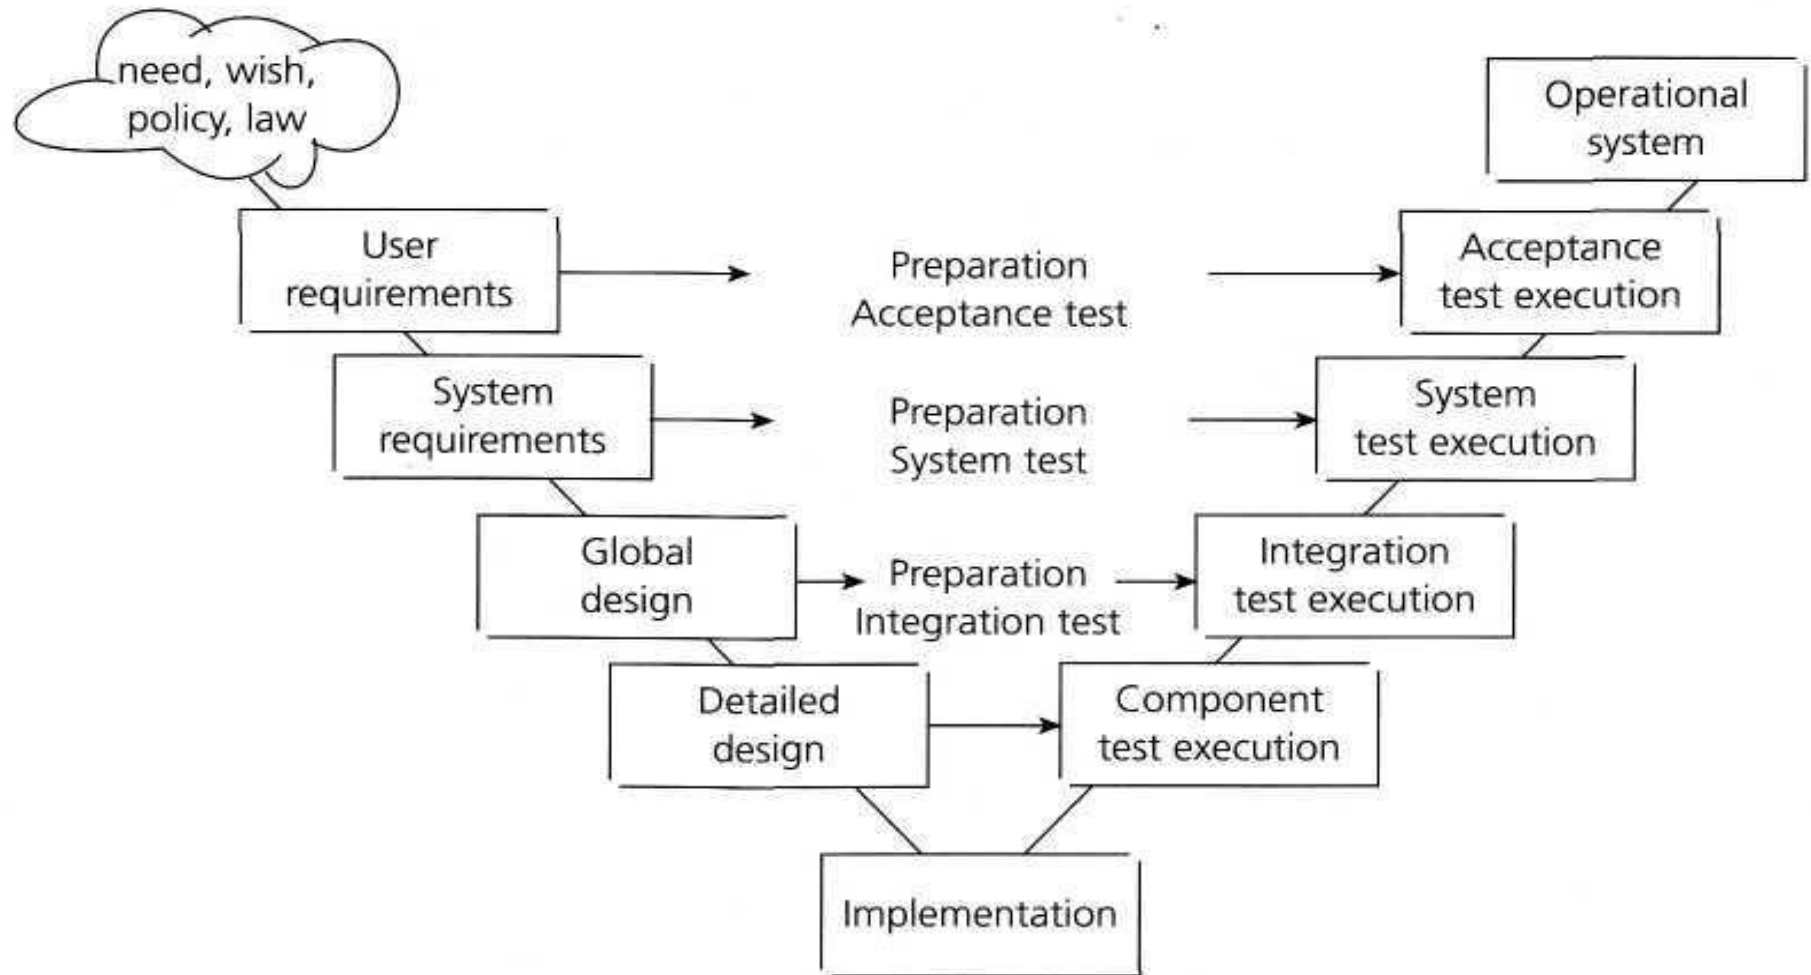 need, wish,
policy, law
Operational
system
User
requirements
Preparation
Acceptance test
Acceptance
test execution
System
requirements
Preparation
System test
System
test execution
Global
design
Preparation
Integration test
Integration
test execution
Detailed
design
Component
test execution
Implementation